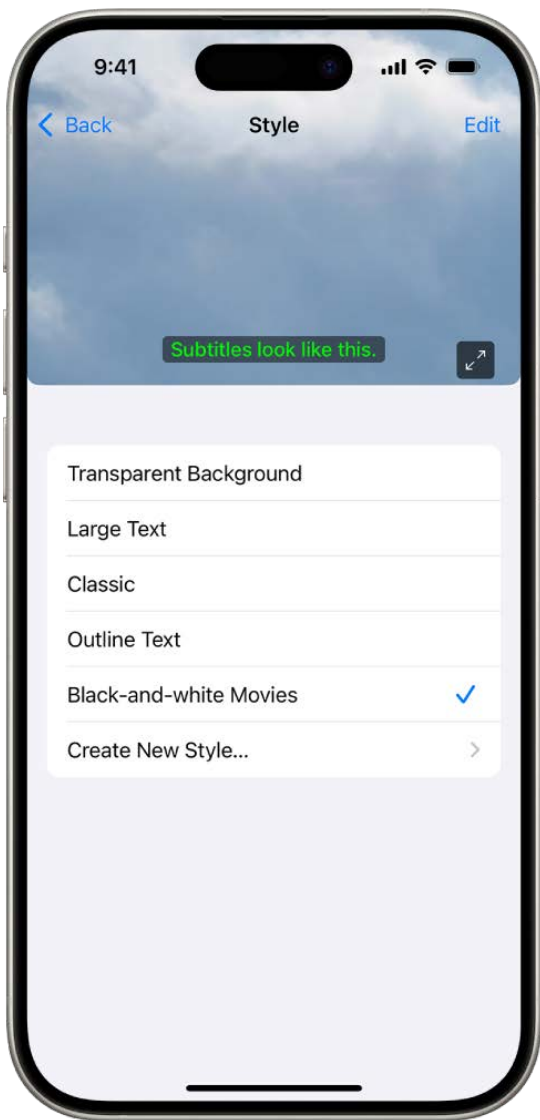 9:41
Back Style Edit
Subtitles look like this.
Transparent Background
Large Text
Classic
Outline Text
Black-and-white Movies
Create New Style...